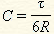 C = τ / 6R